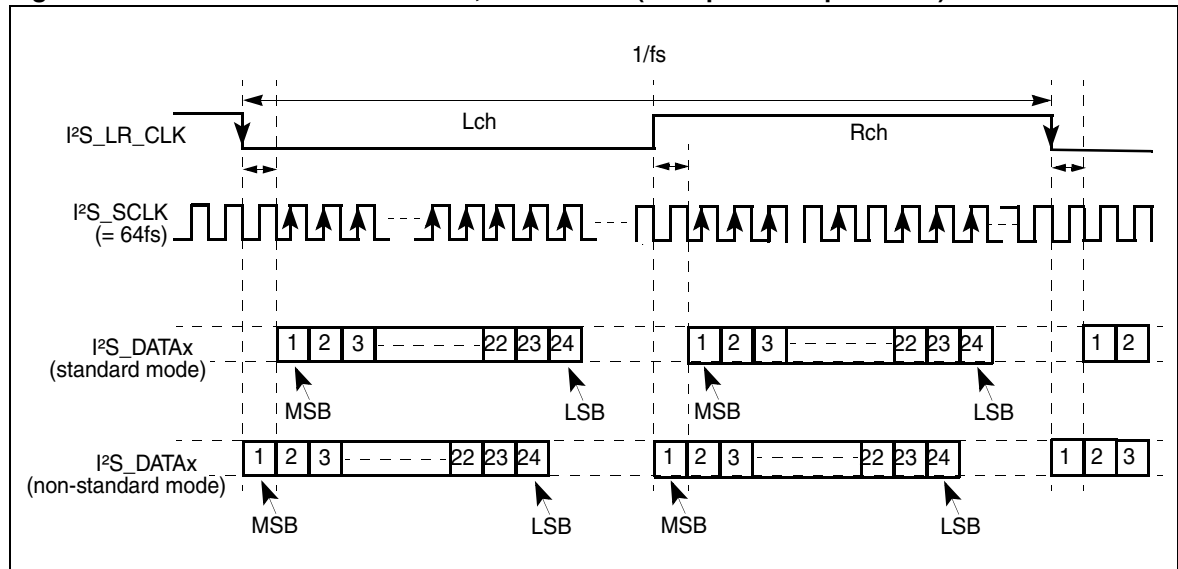 1/fs
I²S_LR_CLK
Lch
Rch
I²S_SCLK
(= 64fs)
I²S_DATAx
(standard mode)
1 2 3 22 23 24
1 2 3 22 23 24
1 2
MSB
LSB
MSB
LSB
I²S_DATAx
(non-standard mode)
1 2 3 22 23 24
1 2 3 22 23 24
1 2 3
MSB
LSB
MSB
LSB